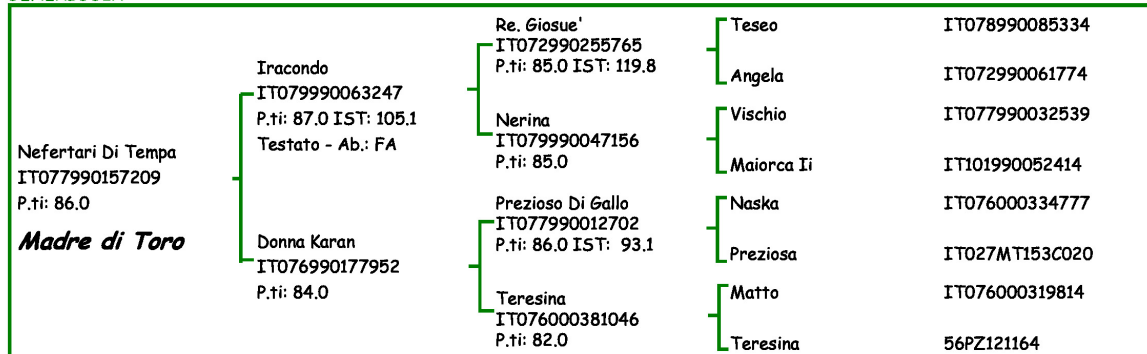 Nefertari Di Tempa
IT077990157209
P.ti: 86.0
Madre di Toro
Iracondo
IT079990063247
P.ti: 87.0 IST: 105.1
Testato - Ab.: FA
Donna Karan
IT076990177952
P.ti: 84.0
Re. Giosue'
IT072990255765
P.ti: 85.0 IST: 119.8
Nerina
IT079990047156
P.ti: 85.0
Prezioso Di Gallo
IT077990012702
P.ti: 86.0 IST: 93.1
Teresina
IT076000381046
P.ti: 82.0
Teseo IT078990085334
Angela IT072990061774
Vischio IT077990032539
Maiorca Ii IT101990052414
Naska IT076000334777
Preziosa IT027MT153C020
Matto IT076000319814
Teresina 56PZ121164